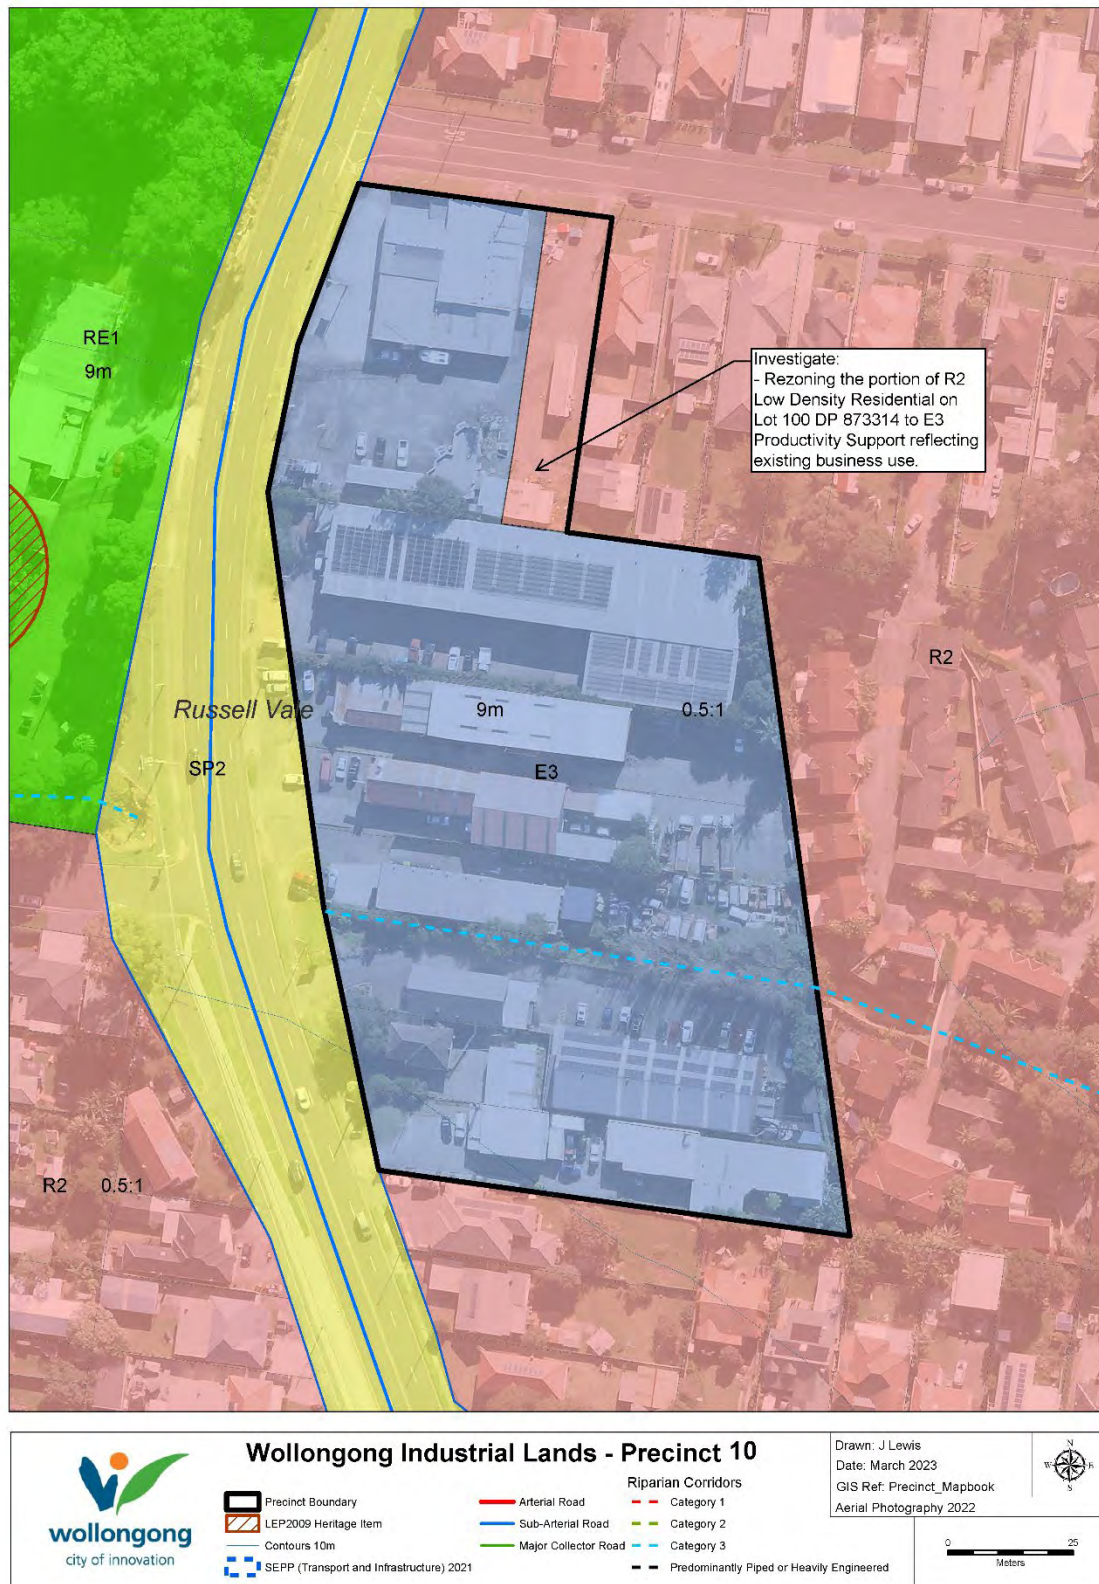 RE1
9m
Investigate:
- Rezoning the portion of R2
Low Density Residential on
Lot 100 DP 873314 to E3
Productivity Support reflecting
existing business use.
R2
Russell Vale
9m
0.5:1
SP2
E3
R2 0.5:1
Wollongong Industrial Lands - Precinct 10
wollongong
city of innovation
Precinct Boundary
LEP2009 Heritage Item
Contours 10m
SEPP (Transport and Infrastructure) 2021
Arterial Road
Sub-Arterial Road
Major Collector Road
Riparian Corridors
Category 1
Category 2
Category 3
Predominantly Piped or Heavily Engineered
Drawn: J Lewis
Date: March 2023
GIS Ref: Precinct_Mapbook
Aerial Photography 2022
N
W E
S
0 25
Meters